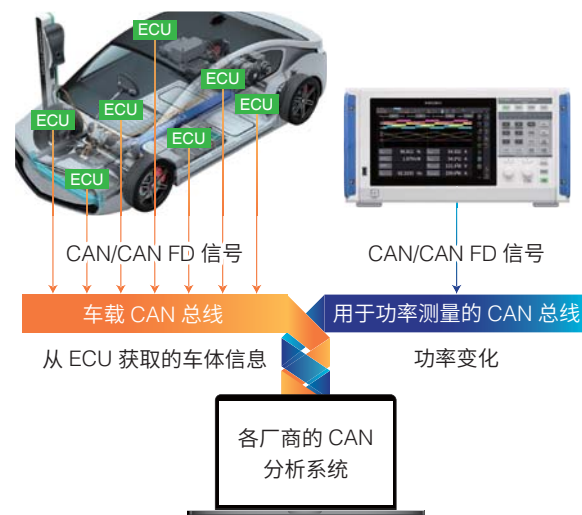 ECU
ECU
ECU
ECU
ECU
ECU
ECU
HIOKI
CAN/CAN FD 信号
CAN/CAN FD 信号
车载 CAN 总线
用于功率测量的 CAN 总线
从 ECU 获取的车体信息
功率变化
各厂商的 CAN
分析系统